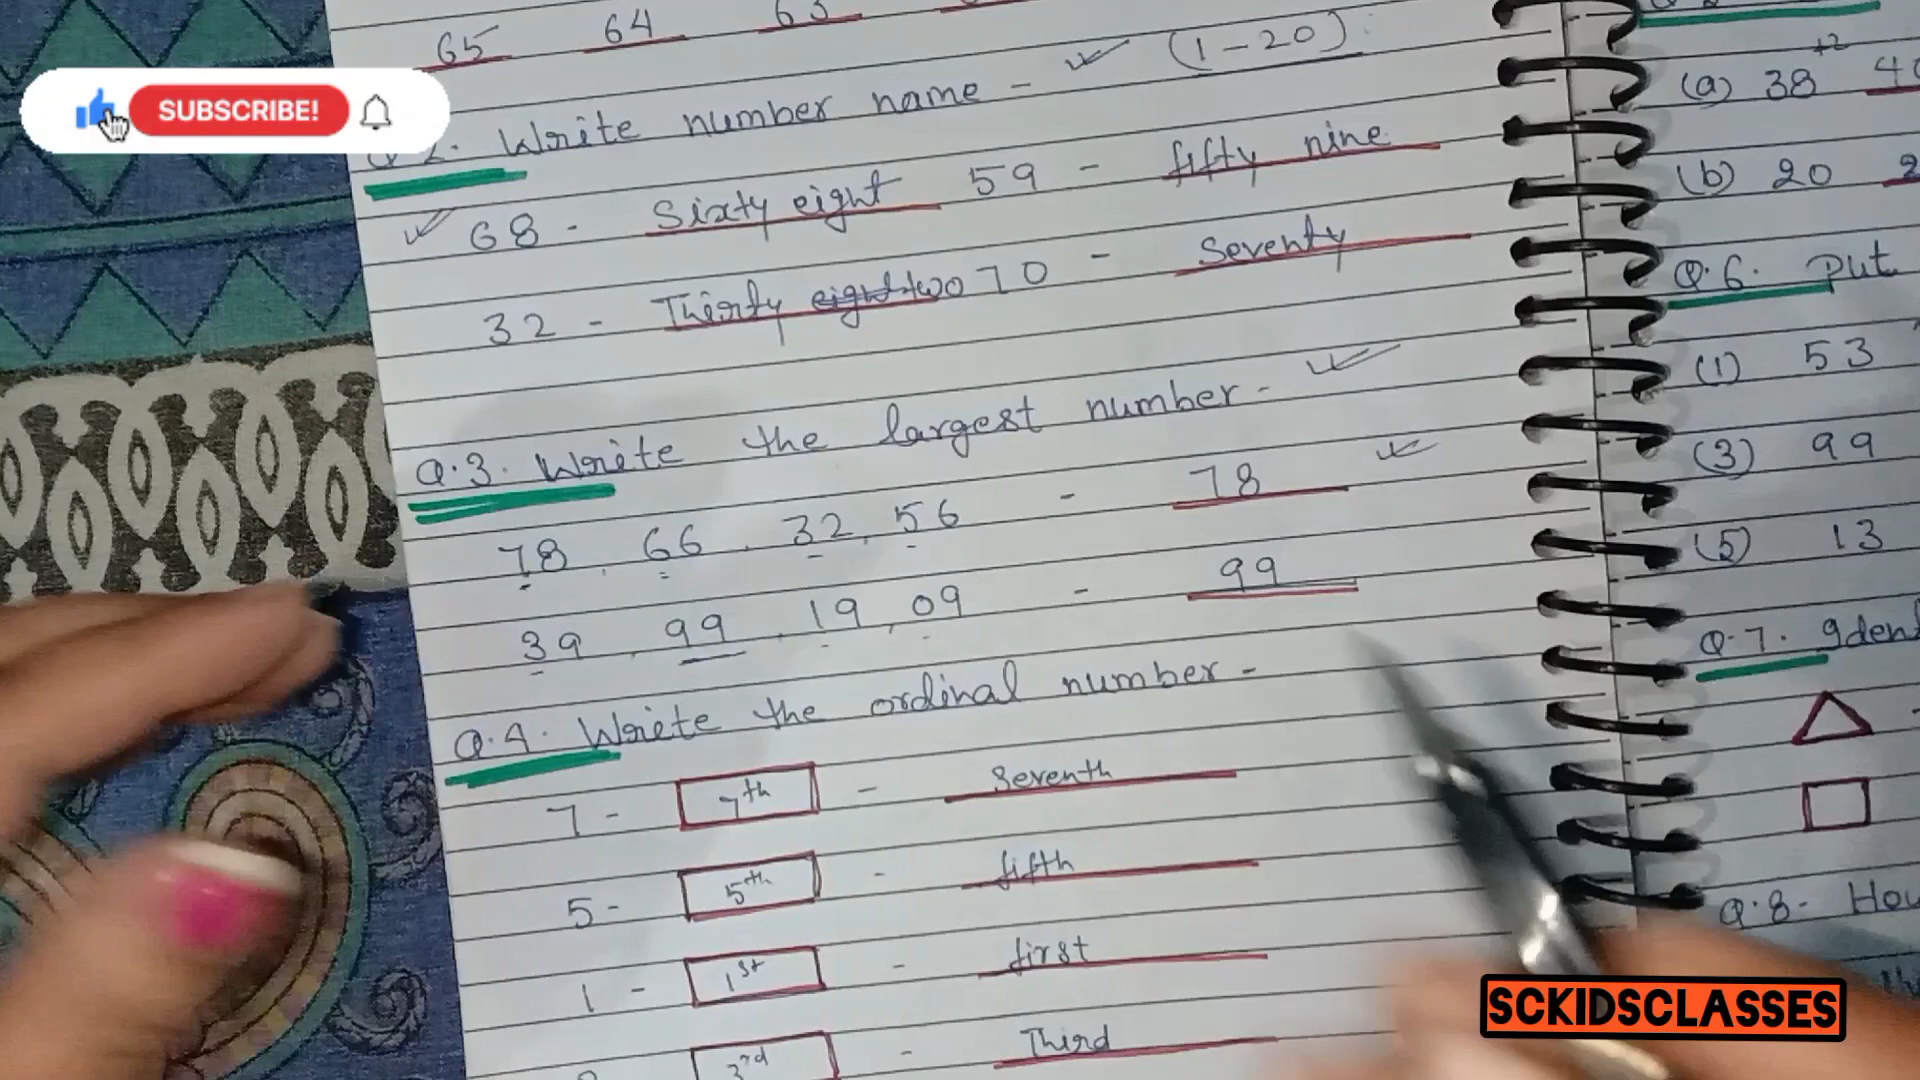 65 64 63
SUBSCRIBE!
Write number name - (1-20)
68 - Sixty eight 59 - fifty nine
32 - Thirty eight two 70 - Seventy
Q.3. Write the largest number -
78, 66, 32, 56 - 78
39, 99, 19, 09 - 99
Q.4. Write the ordinal number -
7 - 7th - Seventh
5 - 5th - fifth
1 - 1st - first
3rd - Third
(a) 38 +2
(b) 20
Q.6. Put
(1) 53
(3) 99
(5) 13
Q.7.
Q.8.
SCKIDSCLASSES